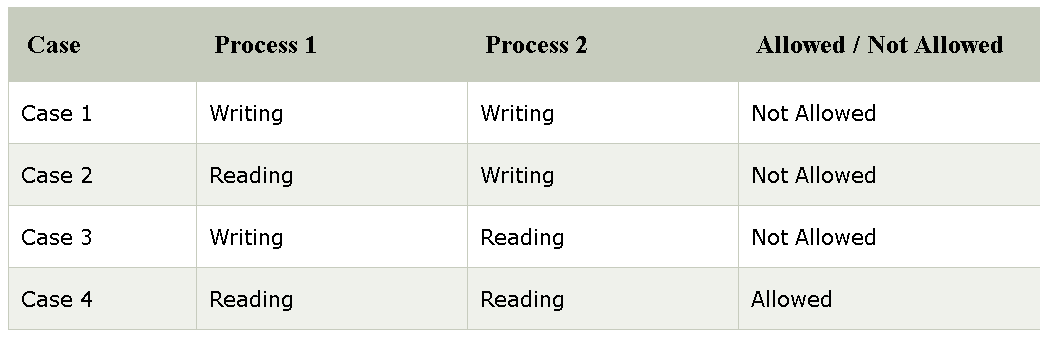 Case Process 1 Process 2 Allowed / Not Allowed
Case 1 Writing Writing Not Allowed
Case 2 Reading Writing Not Allowed
Case 3 Writing Reading Not Allowed
Case 4 Reading Reading Allowed